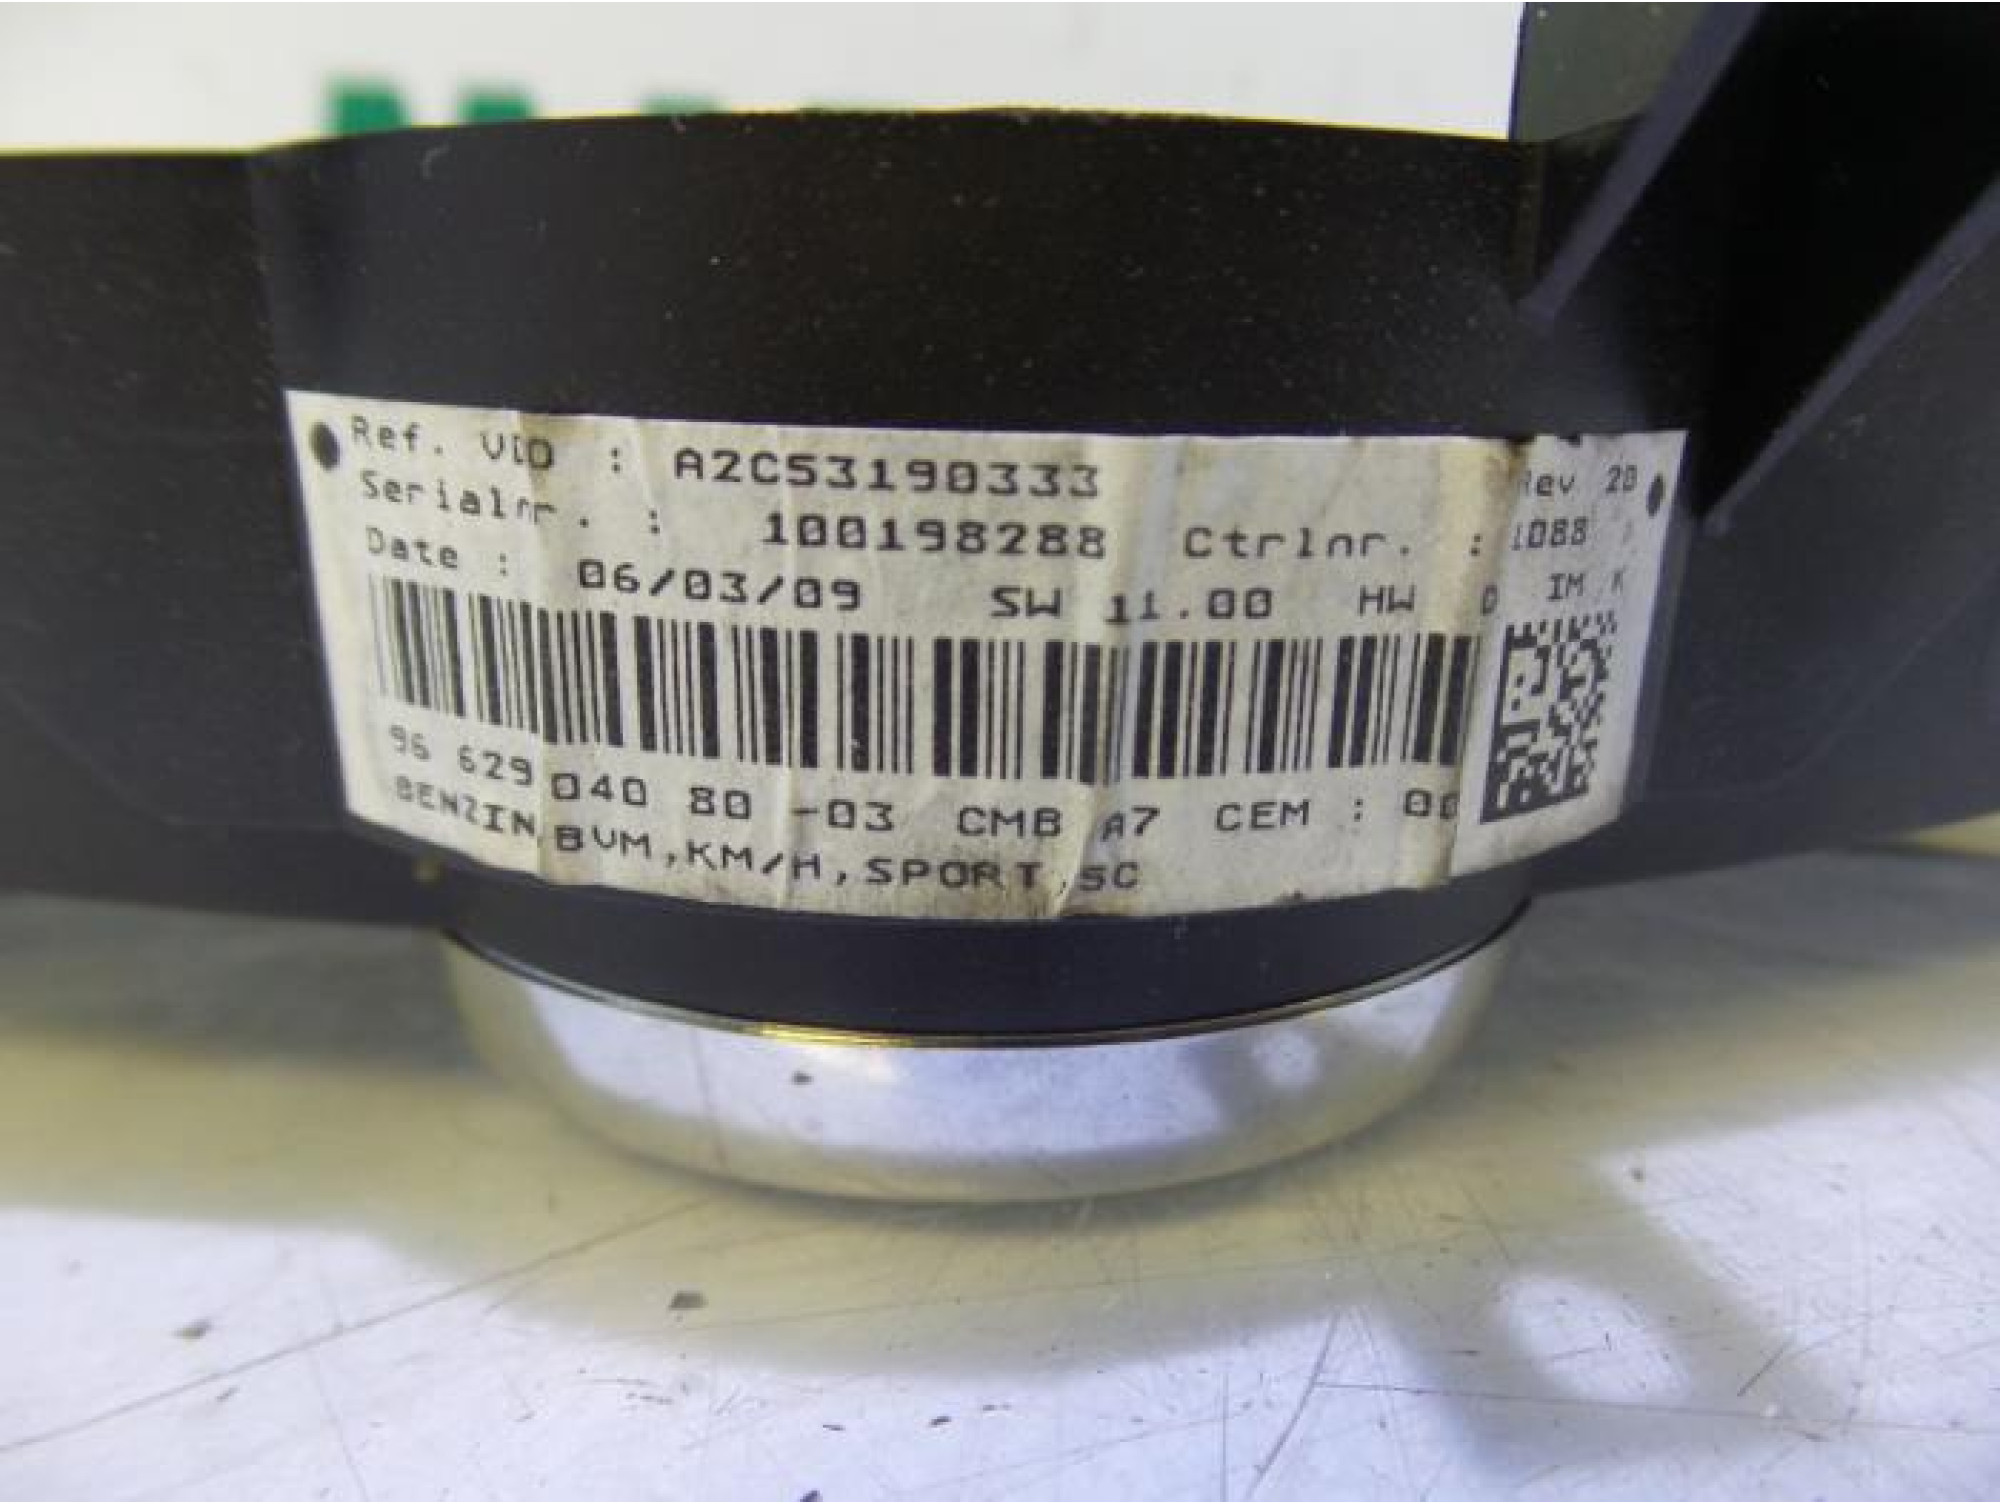 Ref. VDO : A2C53190333 Rev 20
Serialnr. : 100198288 Ctrlnr. : 1088
Date : 06/03/09 SW 11.00 HW D IM K
96 629 040 80 -03 CMB A7 CEM : 00
BENZIN,BVM,KM/H,SPORT,SC